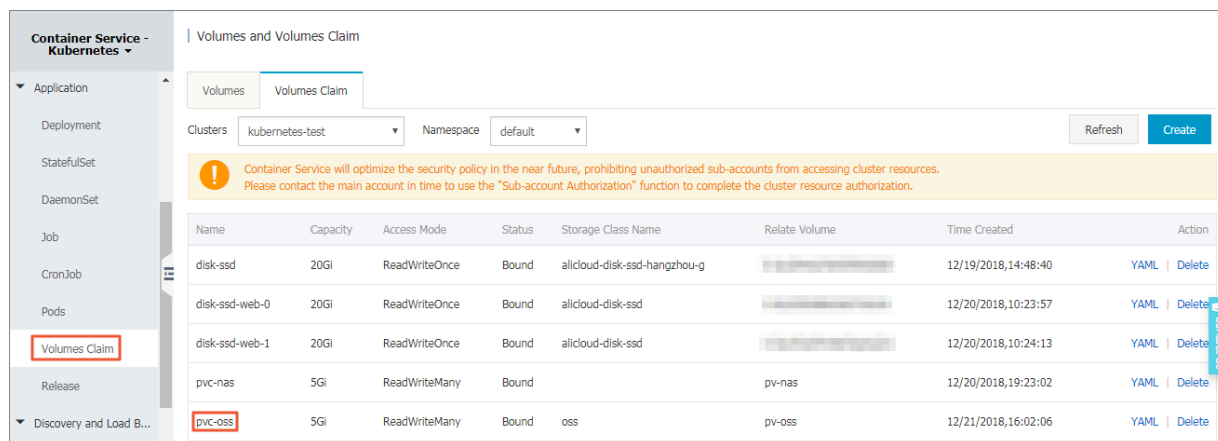 Container Service -
Kubernetes
Volumes and Volumes Claim
Application
Deployment
StatefulSet
DaemonSet
Job
CronJob
Pods
Volumes Claim
Release
Discovery and Load B...
Volumes Volumes Claim
Clusters kubernetes-test Namespace default Refresh Create
Container Service will optimize the security policy in the near future, prohibiting unauthorized sub-accounts from accessing cluster resources.
Please contact the main account in time to use the "Sub-account Authorization" function to complete the cluster resource authorization.
Name Capacity Access Mode Status Storage Class Name Relate Volume Time Created Action
disk-ssd 20Gi ReadWriteOnce Bound alicloud-disk-ssd-hangzhou-g 12/19/2018,14:48:40 YAML | Delete
disk-ssd-web-0 20Gi ReadWriteOnce Bound alicloud-disk-ssd 12/20/2018,10:23:57 YAML | Delete
disk-ssd-web-1 20Gi ReadWriteOnce Bound alicloud-disk-ssd 12/20/2018,10:24:13 YAML | Delete
pvc-nas 5Gi ReadWriteMany Bound pv-nas 12/20/2018,19:23:02 YAML | Delete
pvc-oss 5Gi ReadWriteMany Bound oss pv-oss 12/21/2018,16:02:06 YAML | Delete